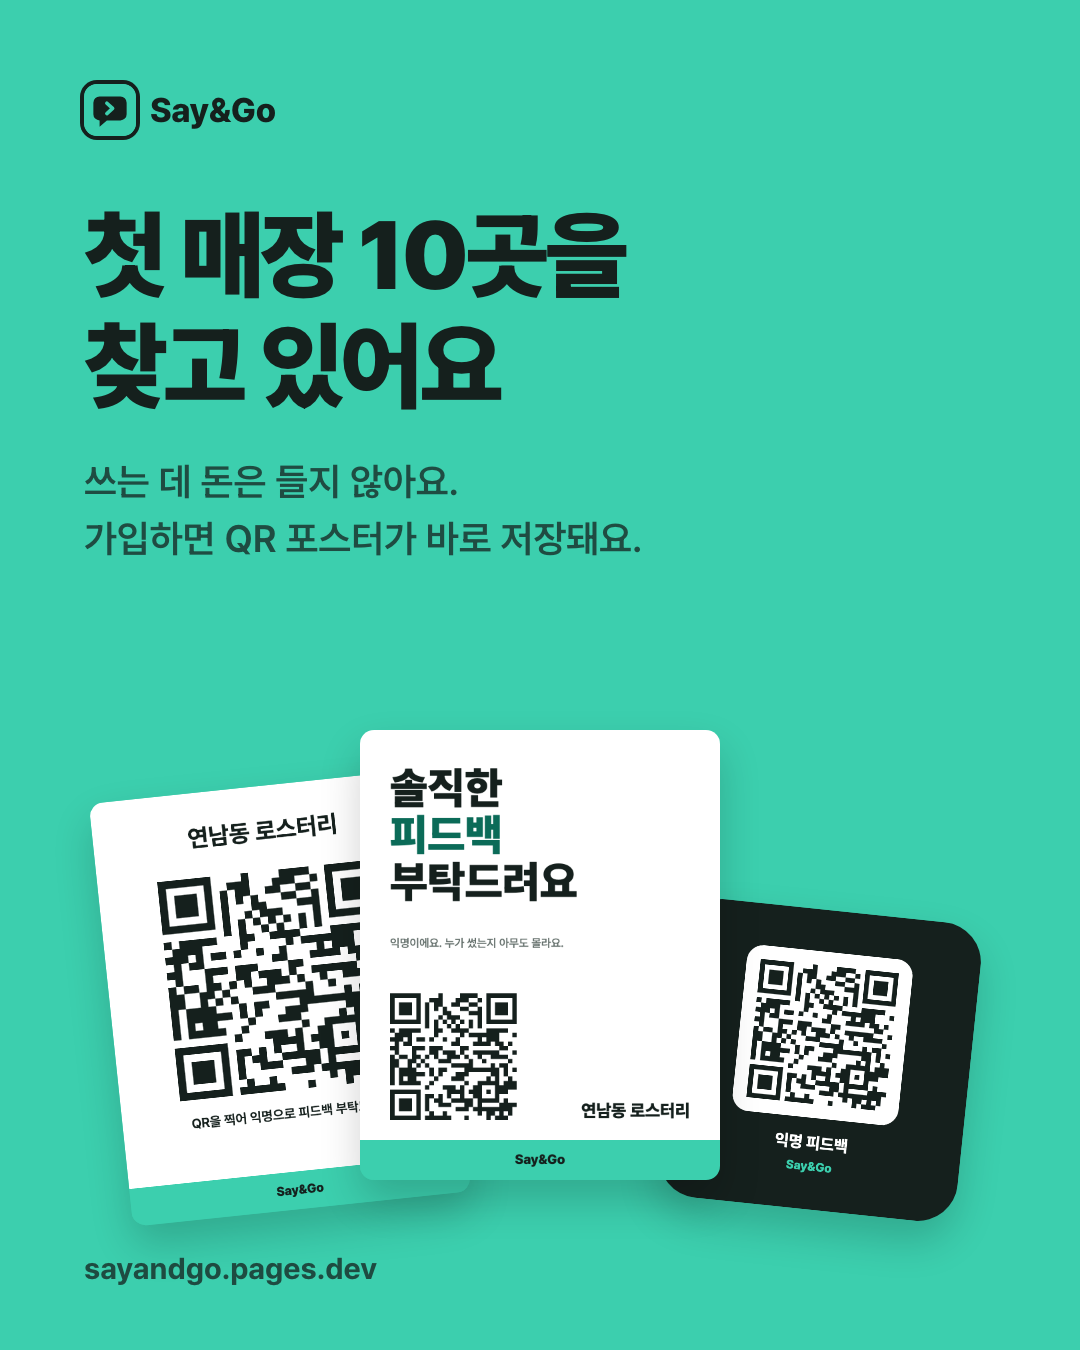 Say&Go
첫 매장 10곳을
찾고 있어요
쓰는 데 돈은 들지 않아요.
가입하면 QR 포스터가 바로 저장돼요.
연남동 로스터리
QR을 찍어 익명으로 피드백
Say&Go
솔직한
피드백
부탁드려요
익명이에요. 누가 썼는지 아무도 몰라요.
연남동 로스터리
Say&Go
익명 피드백
Say&Go
sayandgo.pages.dev